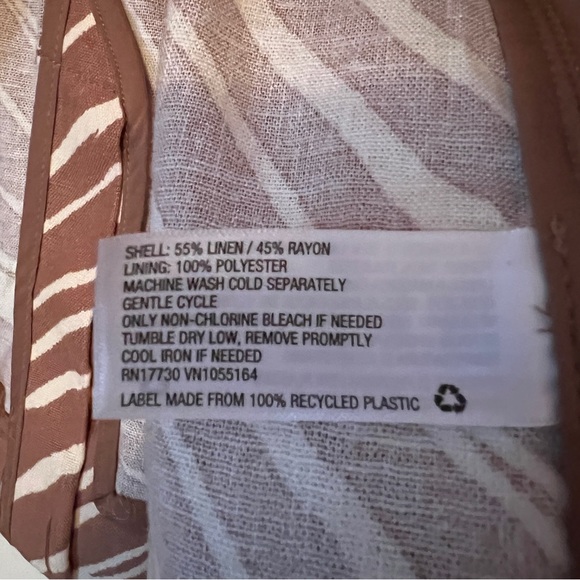 SHELL: 55% LINEN / 45% RAYON
LINING: 100% POLYESTER
MACHINE WASH COLD SEPARATELY
GENTLE CYCLE
ONLY NON-CHLORINE BLEACH IF NEEDED
TUMBLE DRY LOW, REMOVE PROMPTLY
COOL IRON IF NEEDED
RN17730 VN1055164
LABEL MADE FROM 100% RECYCLED PLASTIC